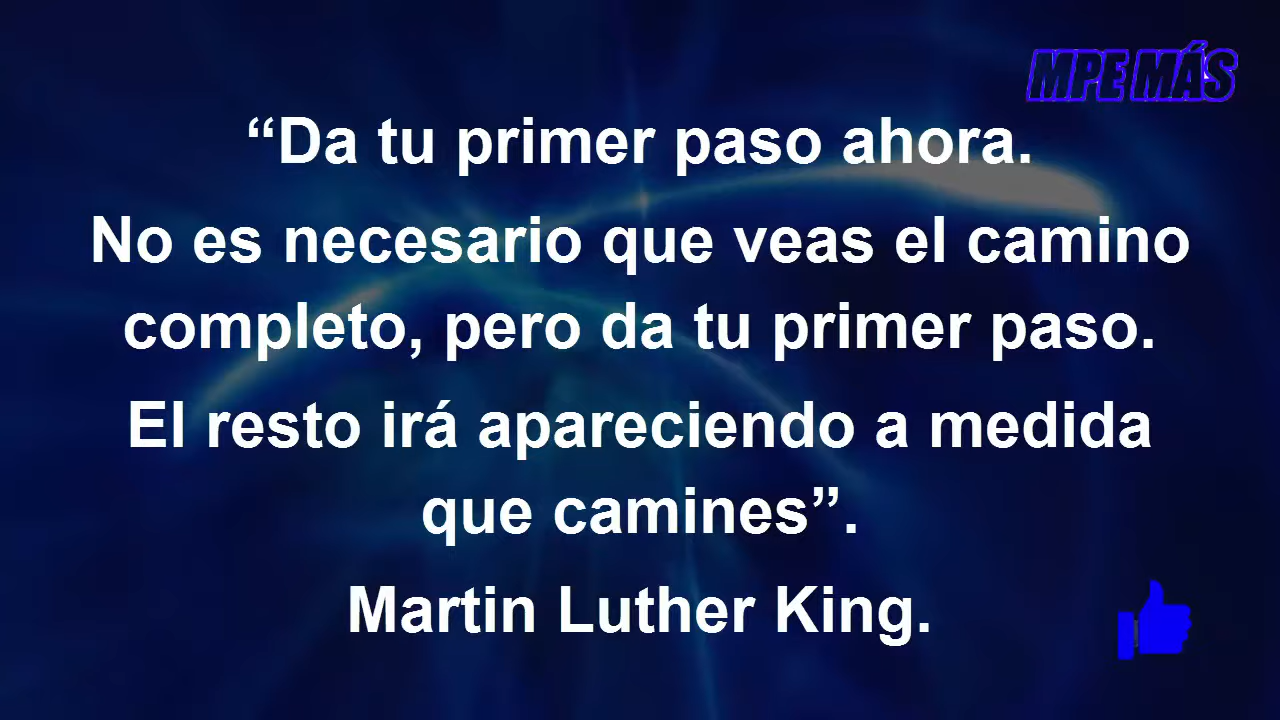 MPE MÁS
“Da tu primer paso ahora.
No es necesario que veas el camino
completo, pero da tu primer paso.
El resto irá apareciendo a medida
que camines”.
Martin Luther King.